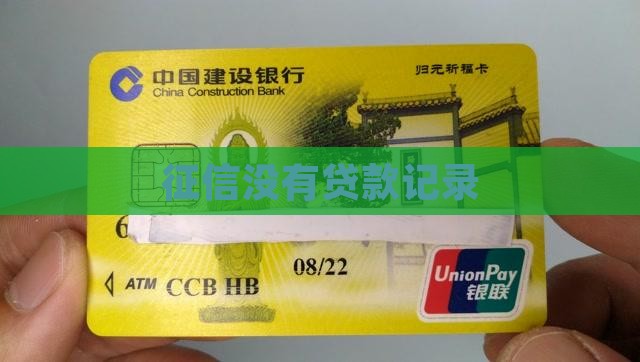 中国建设银行
China Construction Bank
归元祈福卡
征信没有贷款记录
6
08/22
ATM CCB HB
UnionPay
银联